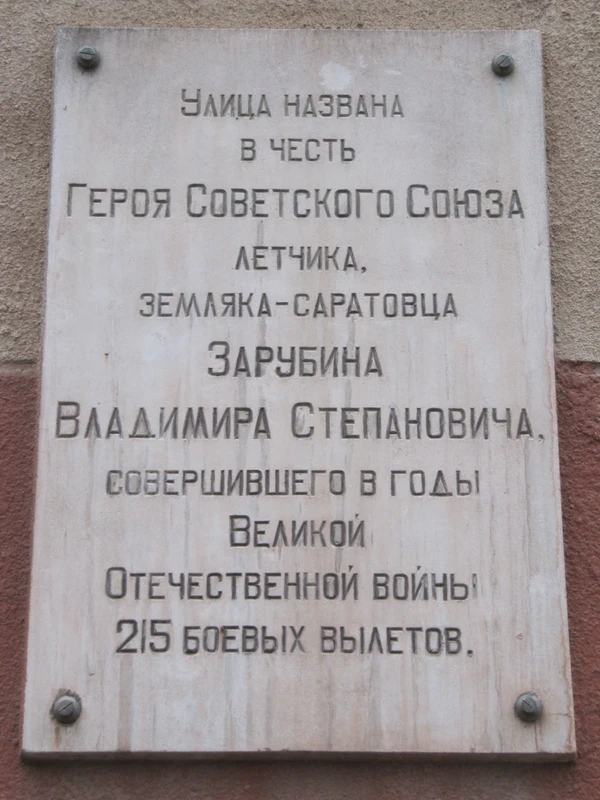 Улица названа
в честь
Героя Советского Союза
летчика,
земляка-саратовца
Зарубина
Владимира Степановича,
совершившего в годы
Великой
Отечественной войны
215 боевых вылетов.